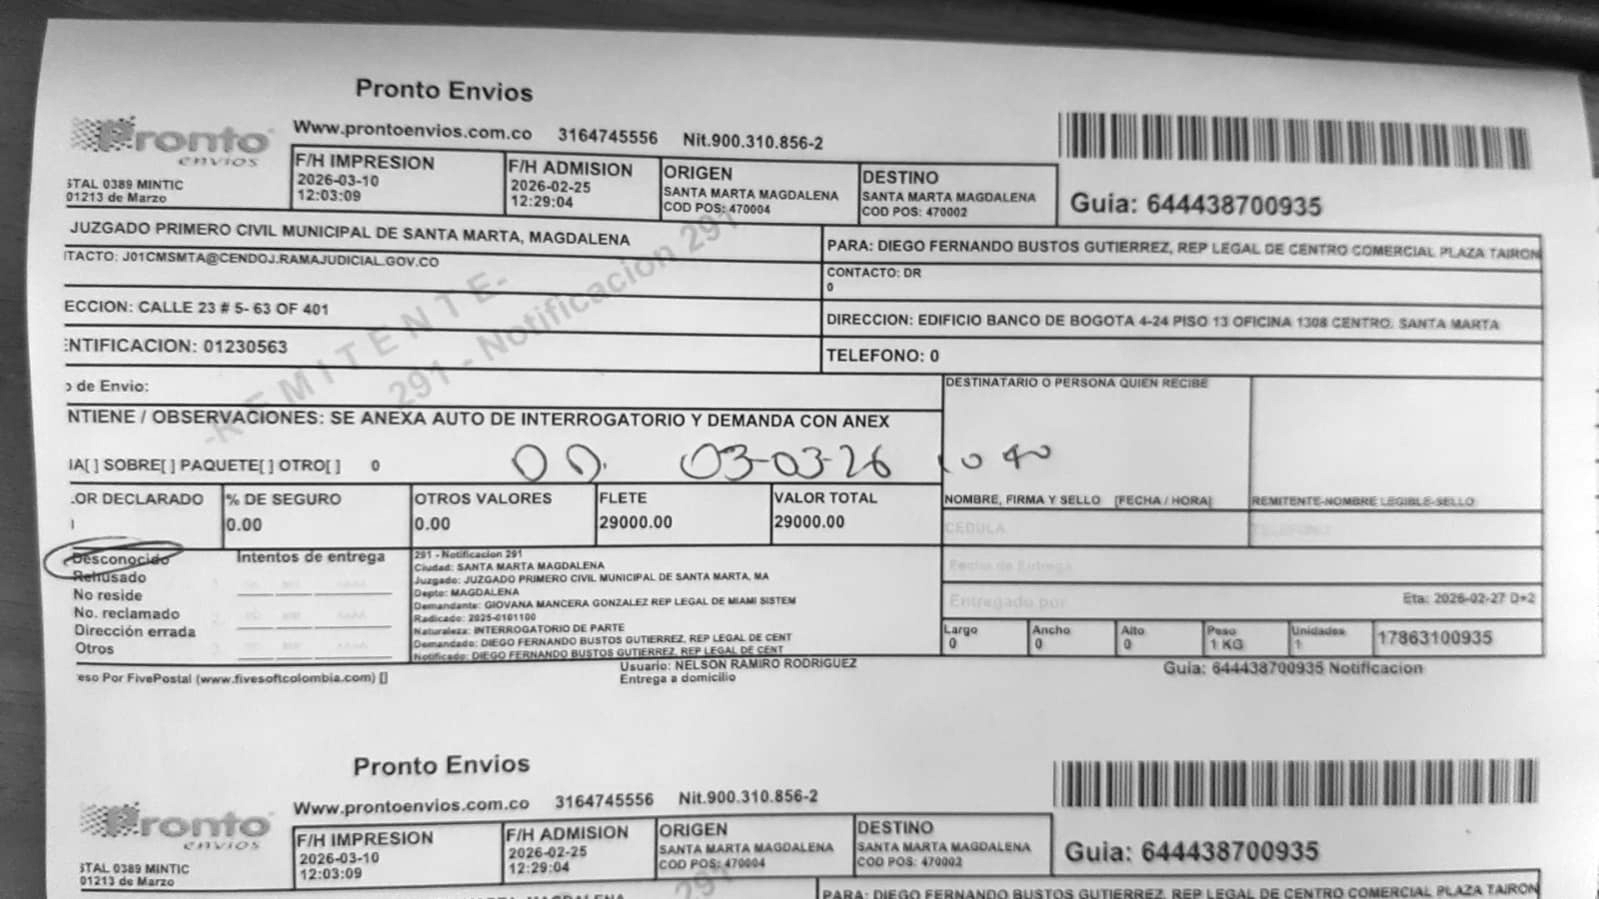 Pronto Envios
Pronto envios
Www.prontoenvios.com.co 3164745556 Nit.900.310.856-2
STAL 0389 MINTIC
01213 de Marzo
F/H IMPRESION
2026-03-10
12:03:09
F/H ADMISION
2026-02-25
12:29:04
ORIGEN
SANTA MARTA MAGDALENA
COD POS: 470004
DESTINO
SANTA MARTA MAGDALENA
COD POS: 470002
Guia: 644438700935
JUZGADO PRIMERO CIVIL MUNICIPAL DE SANTA MARTA, MAGDALENA
NTACTO: J01CMSMTA@CENDOJ.RAMAJUDICIAL.GOV.CO
ECCION: CALLE 23 # 5- 63 OF 401
ENTIFICACION: 01230563
-REMITENTE-
291 - Notificacion 291
PARA: DIEGO FERNANDO BUSTOS GUTIERREZ, REP LEGAL DE CENTRO COMERCIAL PLAZA TAIRON
CONTACTO: DR
0
DIRECCION: EDIFICIO BANCO DE BOGOTA 4-24 PISO 13 OFICINA 1308 CENTRO. SANTA MARTA
TELEFONO: 0
o de Envio:
NTIENE / OBSERVACIONES: SE ANEXA AUTO DE INTERROGATORIO Y DEMANDA CON ANEX
IA[ ] SOBRE[ ] PAQUETE[ ] OTRO[ ] 0
03-03-26 10 40
DESTINATARIO O PERSONA QUIEN RECIBE
NOMBRE, FIRMA Y SELLO [FECHA / HORA]
REMITENTE-NOMBRE LEGIBLE-SELLO
CEDULA
TELEFONO
Fecha de Entrega
Entregado por
Eta: 2026-02-27 D+2
LOR DECLARADO
% DE SEGURO
0.00
OTROS VALORES
0.00
FLETE
29000.00
VALOR TOTAL
29000.00
Desconocido
Rehusado
No reside
No. reclamado
Dirección errada
Otros
Intentos de entrega
291 - Notificacion 291
Ciudad: SANTA MARTA MAGDALENA
Juzgado: JUZGADO PRIMERO CIVIL MUNICIPAL DE SANTA MARTA, MA
Depto: MAGDALENA
Demandante: GIOVANA MANCERA GONZALEZ REP LEGAL DE MIAMI SISTEM
Radicado: 2025-0101100
Naturaleza: INTERROGATORIO DE PARTE
Demandado: DIEGO FERNANDO BUSTOS GUTIERREZ, REP LEGAL DE CENT
Notificado: DIEGO FERNANDO BUSTOS GUTIERREZ, REP LEGAL DE CENT
Largo
0
Ancho
0
Alto
0
Peso
1 KG
Unidades
1
17863100935
eso Por FivePostal (www.fivesoftcolombia.com) []
Usuario: NELSON RAMIRO RODRIGUEZ
Entrega a domicilio
Guia: 644438700935 Notificacion
Pronto Envios
Pronto envios
Www.prontoenvios.com.co 3164745556 Nit.900.310.856-2
STAL 0389 MINTIC
01213 de Marzo
F/H IMPRESION
2026-03-10
12:03:09
F/H ADMISION
2026-02-25
12:29:04
ORIGEN
SANTA MARTA MAGDALENA
COD POS: 470004
DESTINO
SANTA MARTA MAGDALENA
COD POS: 470002
Guia: 644438700935
291
PARA: DIEGO FERNANDO BUSTOS GUTIERREZ, REP LEGAL DE CENTRO COMERCIAL PLAZA TAIRON